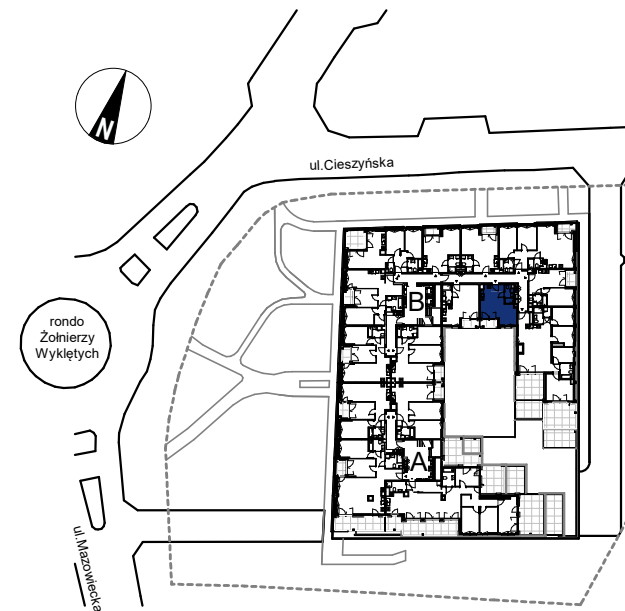 N
ul.Cieszyńska
B
rondo
Żołnierzy
Wyklętych
A
ul.Mazowiecka